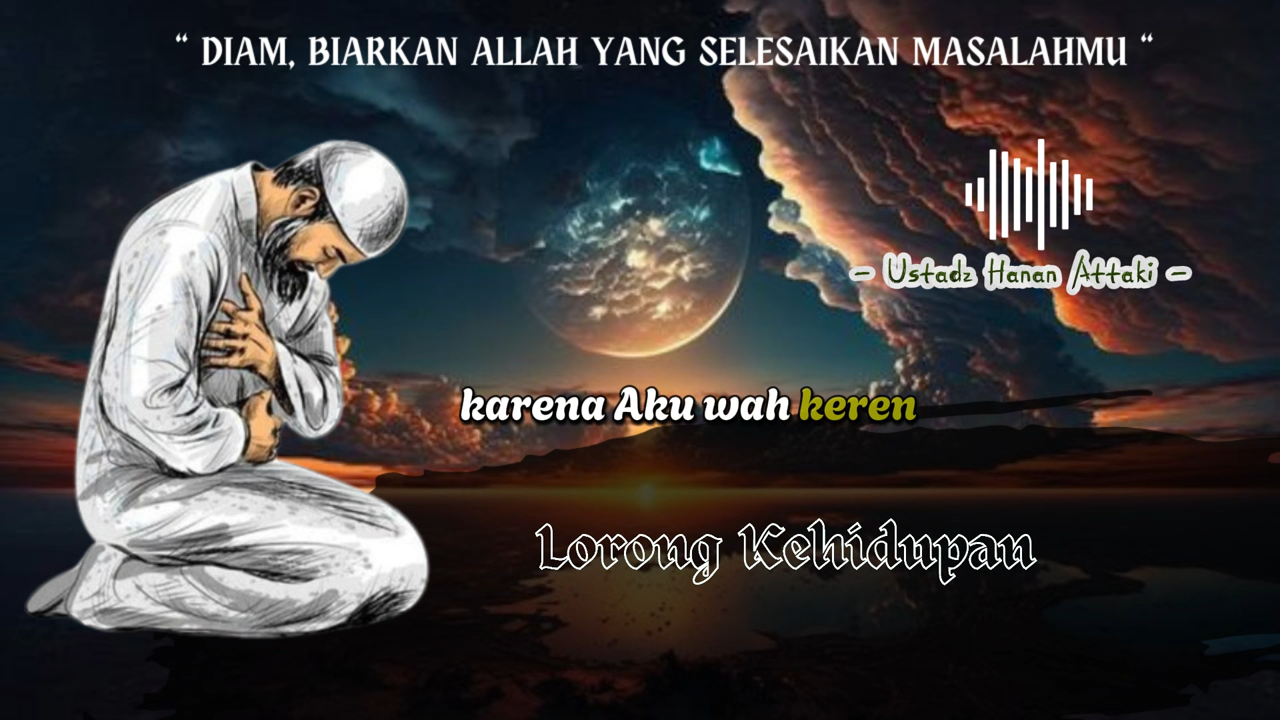 “ DIAM, BIARKAN ALLAH YANG SELESAIKAN MASALAHMU “
- Ustadz Hanan Attaki -
karena Aku wah keren
Lorong Kehidupan